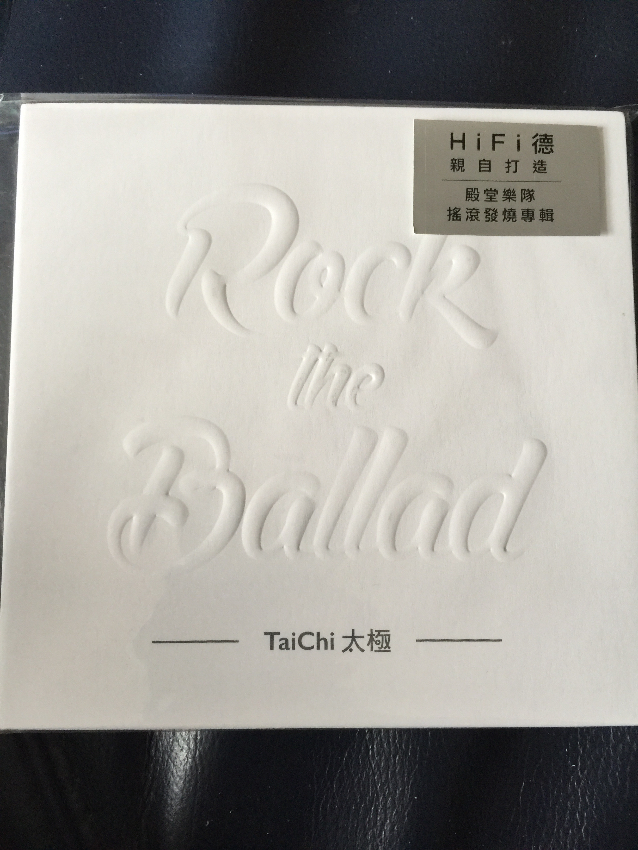 HiFi德
親自打造
殿堂樂隊
搖滾發燒專輯
Rock
the
Ballad
TaiChi 太極